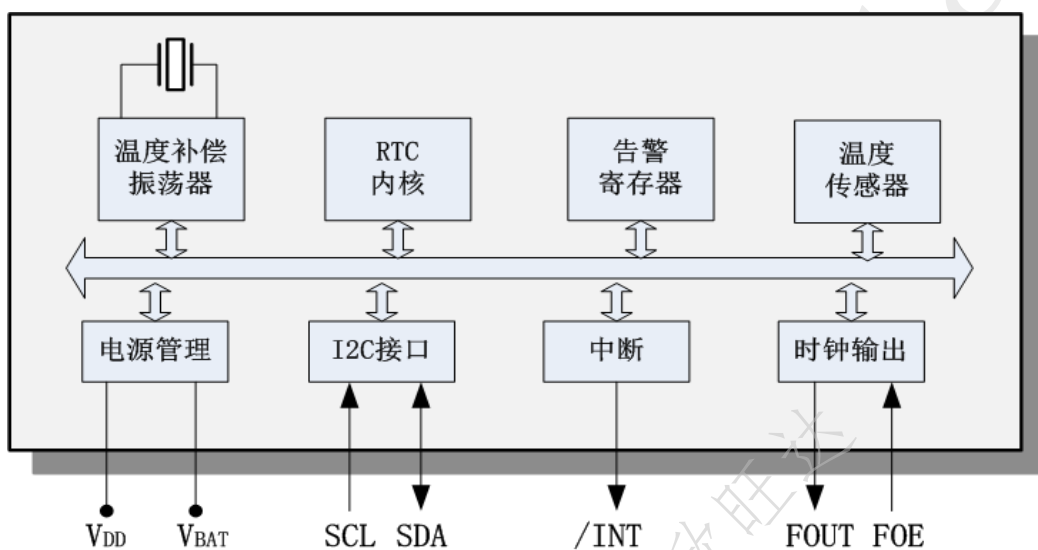 温度补偿
振荡器
RTC
内核
告警
寄存器
温度
传感器
电源管理
I2C接口
中断
时钟输出
VDD
VBAT
SCL
SDA
/INT
FOUT
FOE
旺达